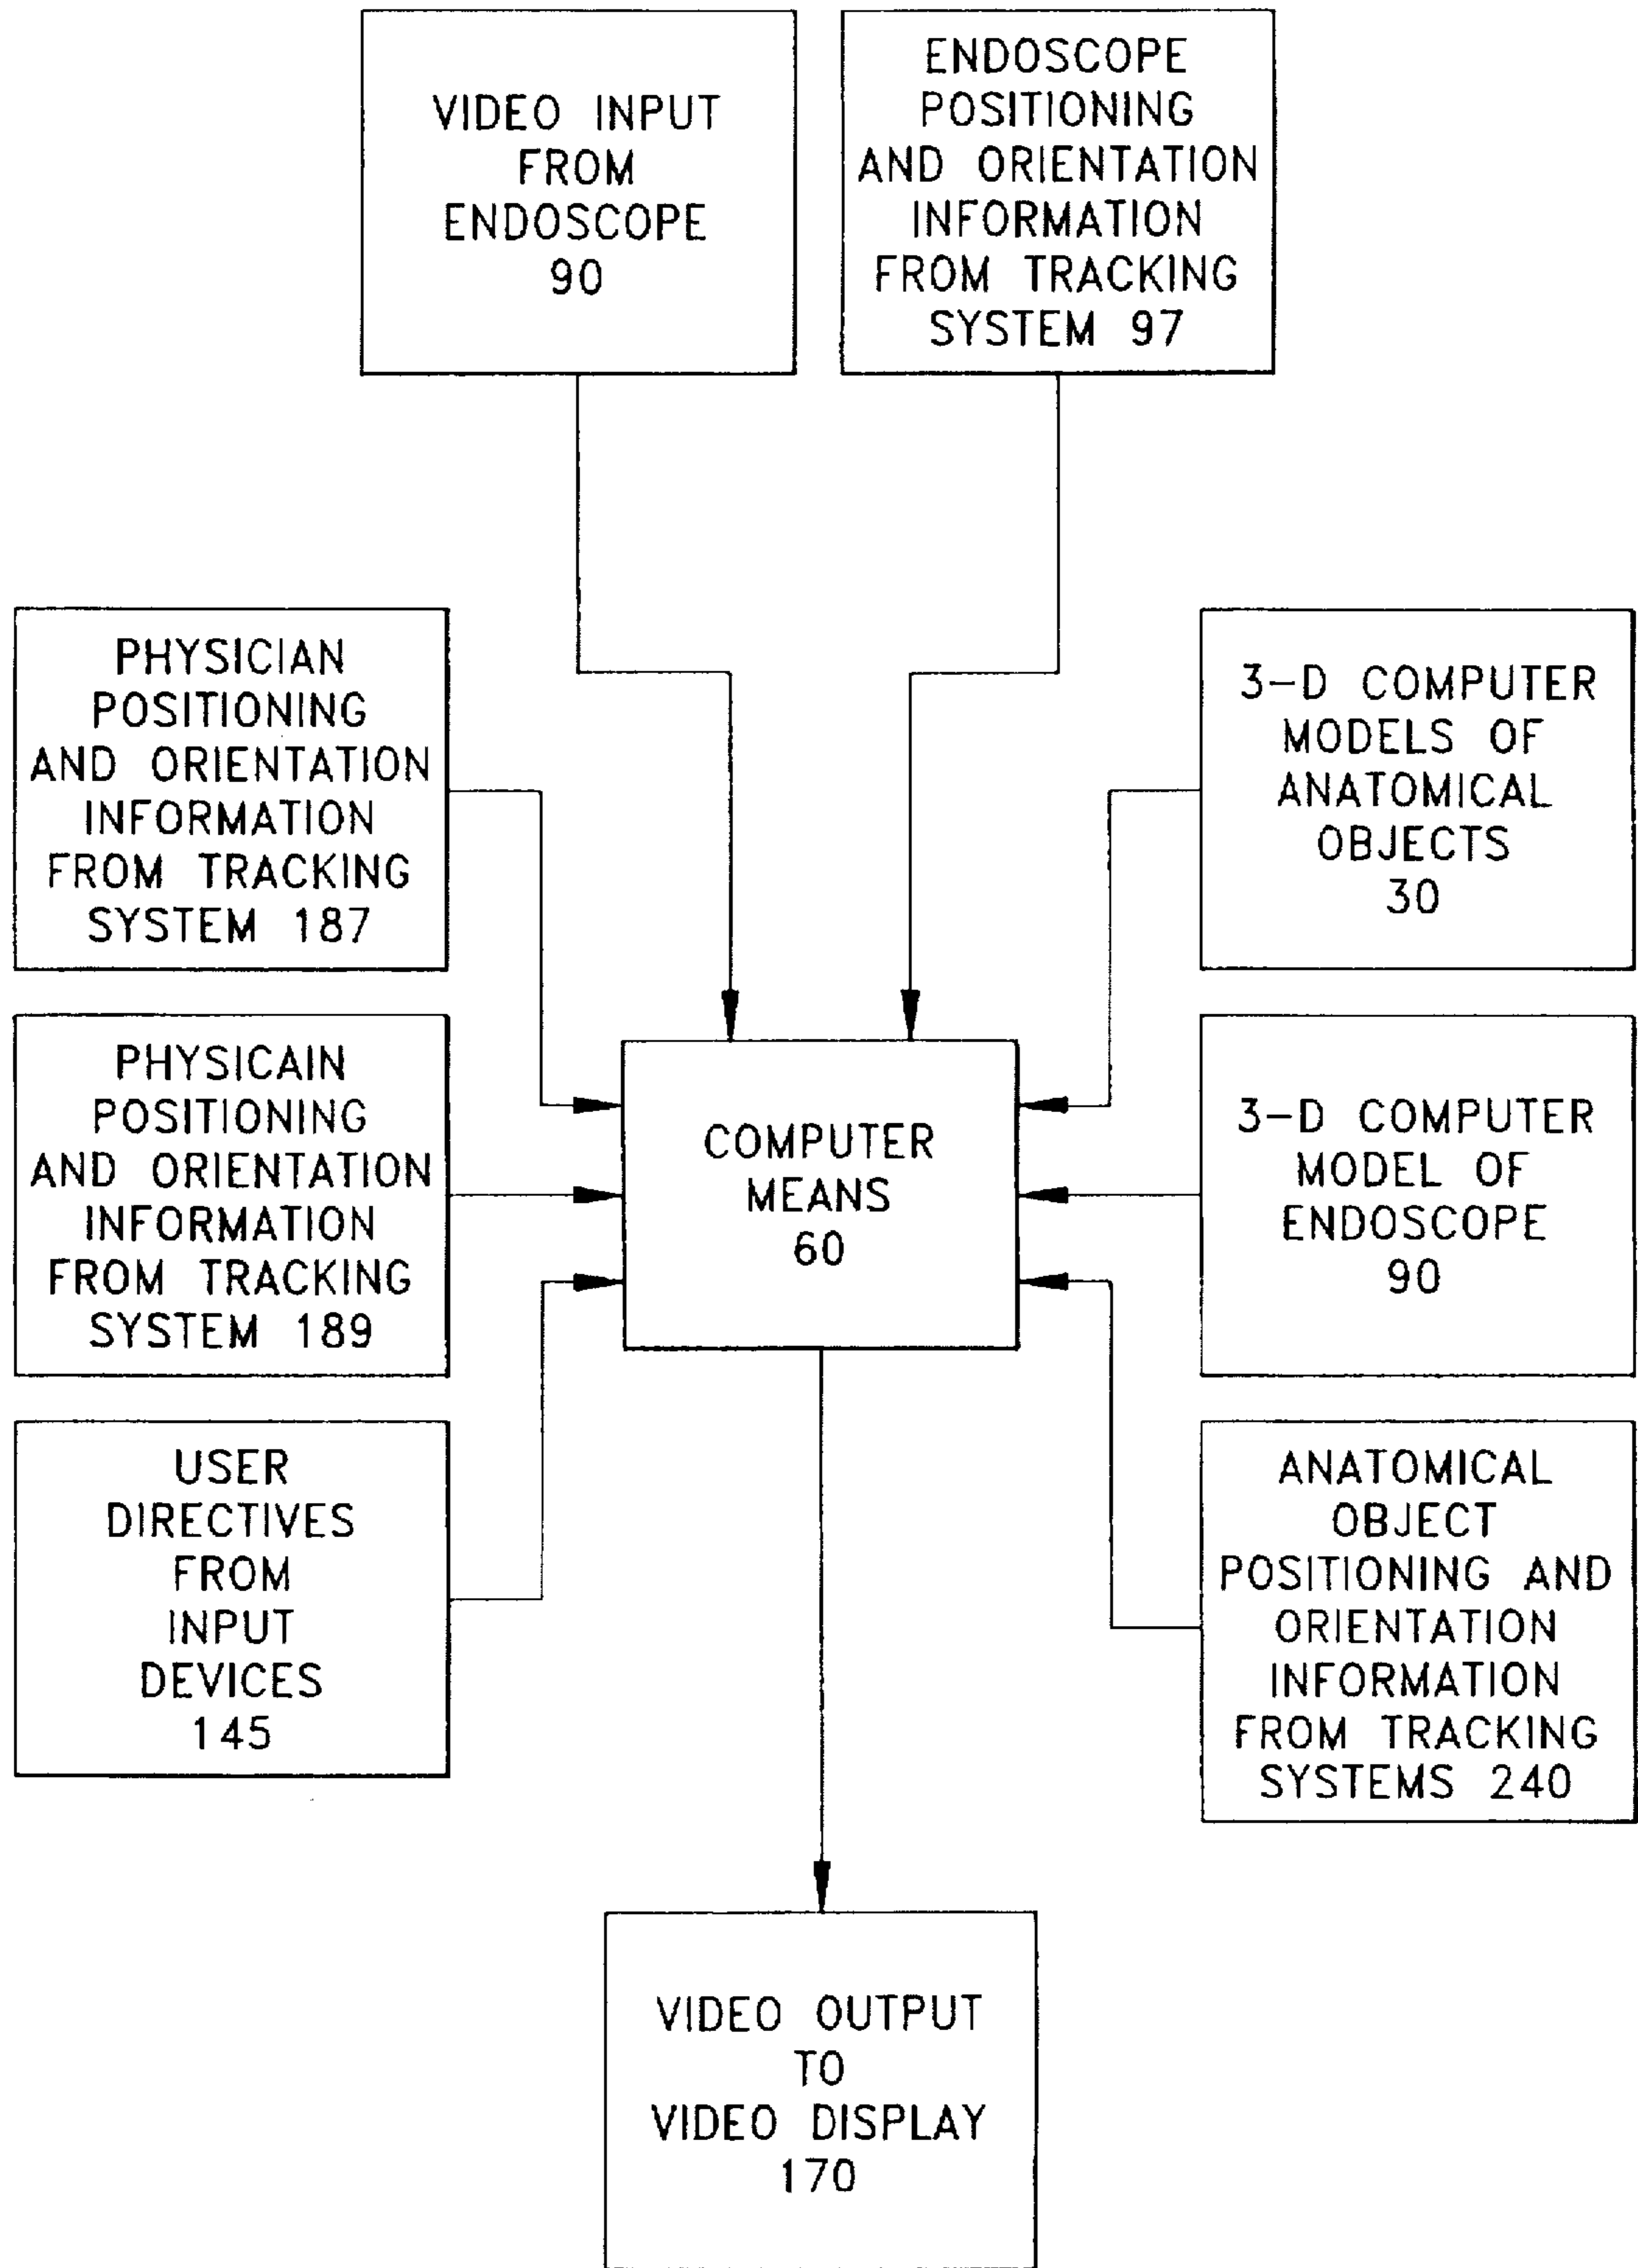 VIDEO INPUT
FROM
ENDOSCOPE
90
ENDOSCOPE
POSITIONING
AND ORIENTATION
INFORMATION
FROM TRACKING
SYSTEM 97
PHYSICIAN
POSITIONING
AND ORIENTATION
INFORMATION
FROM TRACKING
SYSTEM 187
3-D COMPUTER
MODELS OF
ANATOMICAL
OBJECTS
30
PHYSICAIN
POSITIONING
AND ORIENTATION
INFORMATION
FROM TRACKING
SYSTEM 189
COMPUTER
MEANS
60
3-D COMPUTER
MODEL OF
ENDOSCOPE
90
USER
DIRECTIVES
FROM
INPUT
DEVICES
145
ANATOMICAL
OBJECT
POSITIONING AND
ORIENTATION
INFORMATION
FROM TRACKING
SYSTEMS 240
VIDEO OUTPUT
TO
VIDEO DISPLAY
170